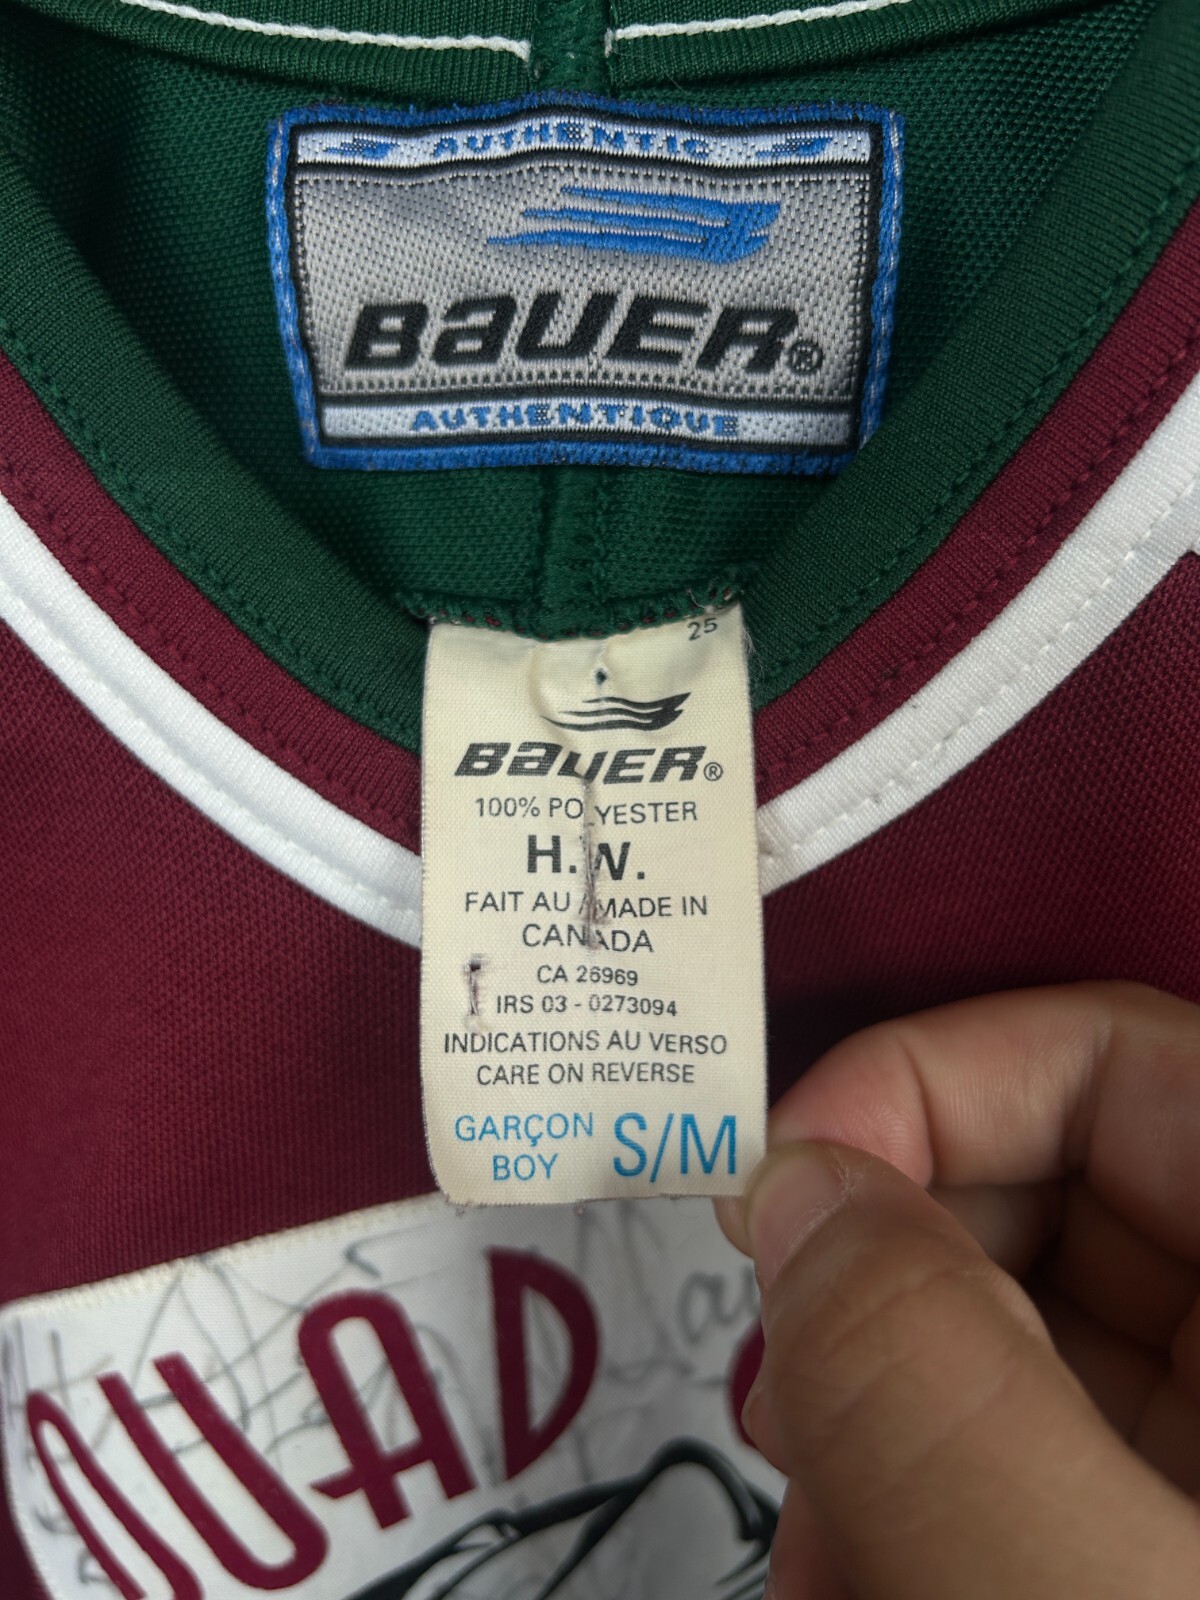 AUTHENTIC
BAUER®
AUTHENTIQUE
25
BAUER®
100% POLYESTER
H.W.
FAIT AU / MADE IN
CANADA
CA 26969
IRS 03 - 0273094
INDICATIONS AU VERSO
CARE ON REVERSE
GARÇON S/M
BOY
QUAD